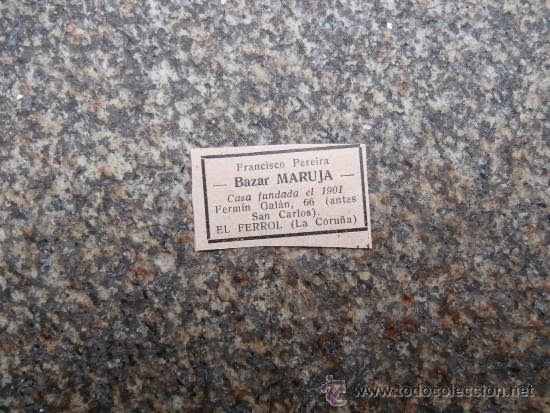 Francisco Pereira
— Bazar MARUJA —
Casa fundada el 1901
Fermín Galán, 66 (antes
San Carlos).
EL FERROL (La Coruña)
www.todocoleccion.net